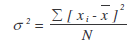 σ² = Σ [ xᵢ - x̅ ]² / N